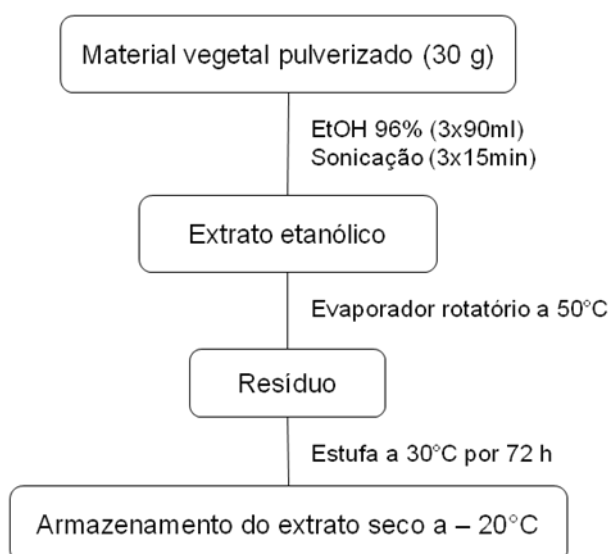 Material vegetal pulverizado (30 g)
EtOH 96% (3x90ml)
Sonicação (3x15min)
Extrato etanólico
Evaporador rotatório a 50°C
Resíduo
Estufa a 30°C por 72 h
Armazenamento do extrato seco a – 20°C